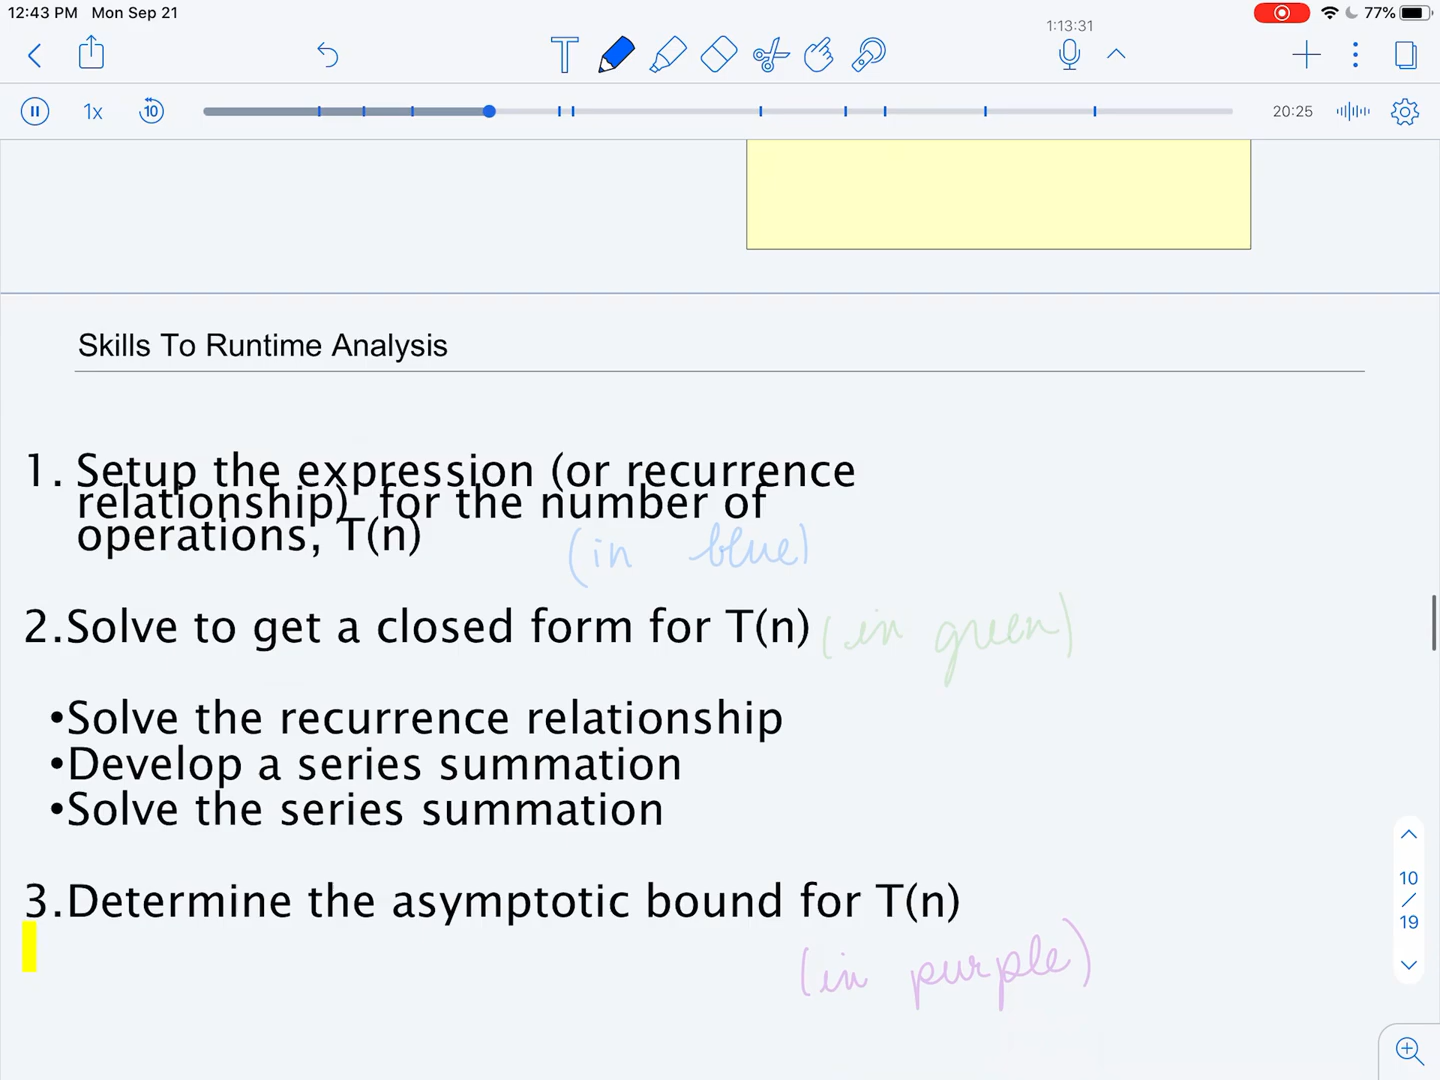 12:43 PM Mon Sep 21
77%
T
1:13:31
1x
10
20:25
Skills To Runtime Analysis
1. Setup the expression (or recurrence
relationship) for the number of
operations, T(n)
(in blue)
2.Solve to get a closed form for T(n) (in green)
•Solve the recurrence relationship
•Develop a series summation
•Solve the series summation
3.Determine the asymptotic bound for T(n)
(in purple)
10
/
19